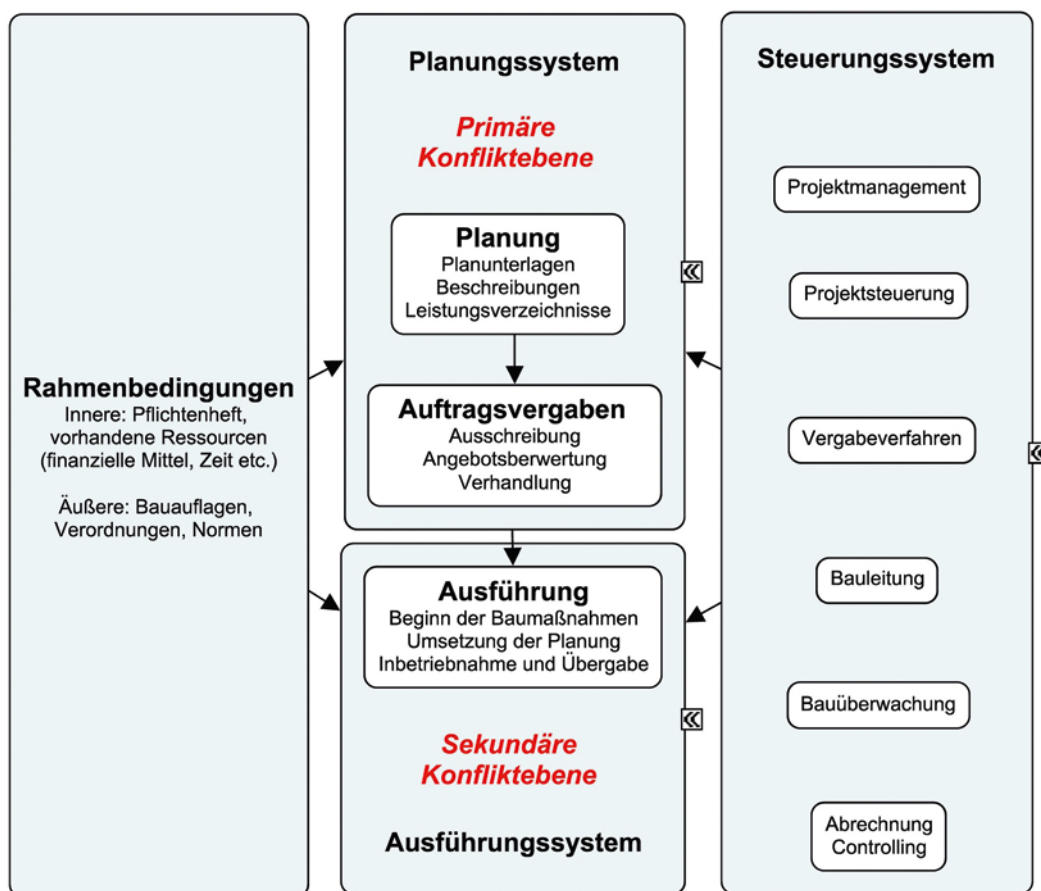 Rahmenbedingungen
Innere: Pflichtenheft,
vorhandene Ressourcen
(finanzielle Mittel, Zeit etc.)
Äußere: Bauauflagen,
Verordnungen, Normen
Planungssystem
Primäre
Konfliktebene
Planung
Planunterlagen
Beschreibungen
Leistungsverzeichnisse
Auftragsvergaben
Ausschreibung
Angebotsberwertung
Verhandlung
Ausführung
Beginn der Baumaßnahmen
Umsetzung der Planung
Inbetriebnahme und Übergabe
Sekundäre
Konfliktebene
Ausführungssystem
Steuerungssystem
Projektmanagement
Projektsteuerung
Vergabeverfahren
Bauleitung
Bauüberwachung
Abrechnung
Controlling